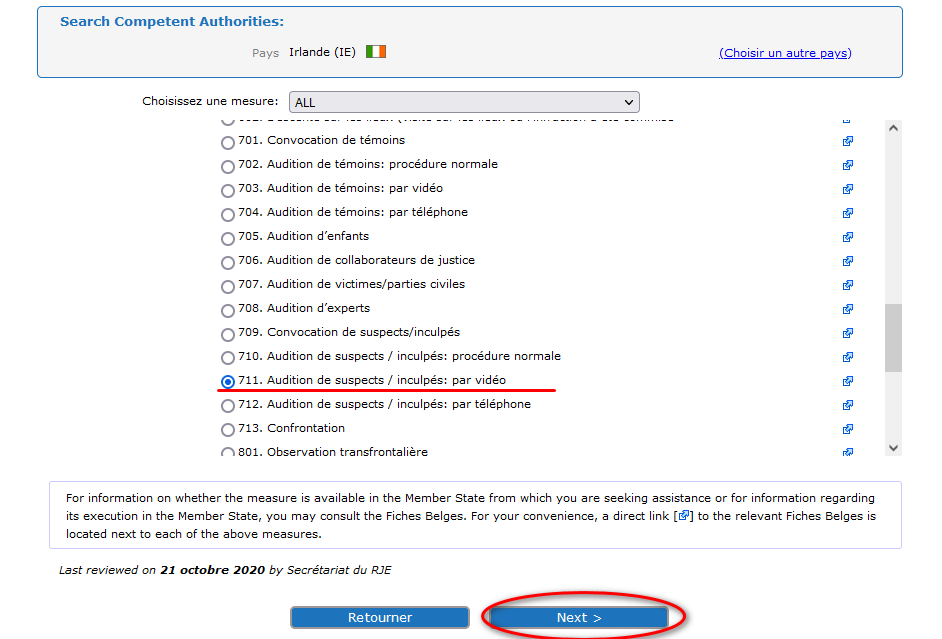 Search Competent Authorities:
Pays Irlande (IE) (Choisir un autre pays)
Choisissez une mesure: ALL
701. Convocation de témoins
702. Audition de témoins: procédure normale
703. Audition de témoins: par vidéo
704. Audition de témoins: par téléphone
705. Audition d’enfants
706. Audition de collaborateurs de justice
707. Audition de victimes/parties civiles
708. Audition d’experts
709. Convocation de suspects/inculpés
710. Audition de suspects / inculpés: procédure normale
711. Audition de suspects / inculpés: par vidéo
712. Audition de suspects / inculpés: par téléphone
713. Confrontation
801. Observation transfrontalière
For information on whether the measure is available in the Member State from which you are seeking assistance or for information regarding
its execution in the Member State, you may consult the Fiches Belges. For your convenience, a direct link [ ] to the relevant Fiches Belges is
located next to each of the above measures.
Last reviewed on 21 octobre 2020 by Secrétariat du RJE
Retourner Next >